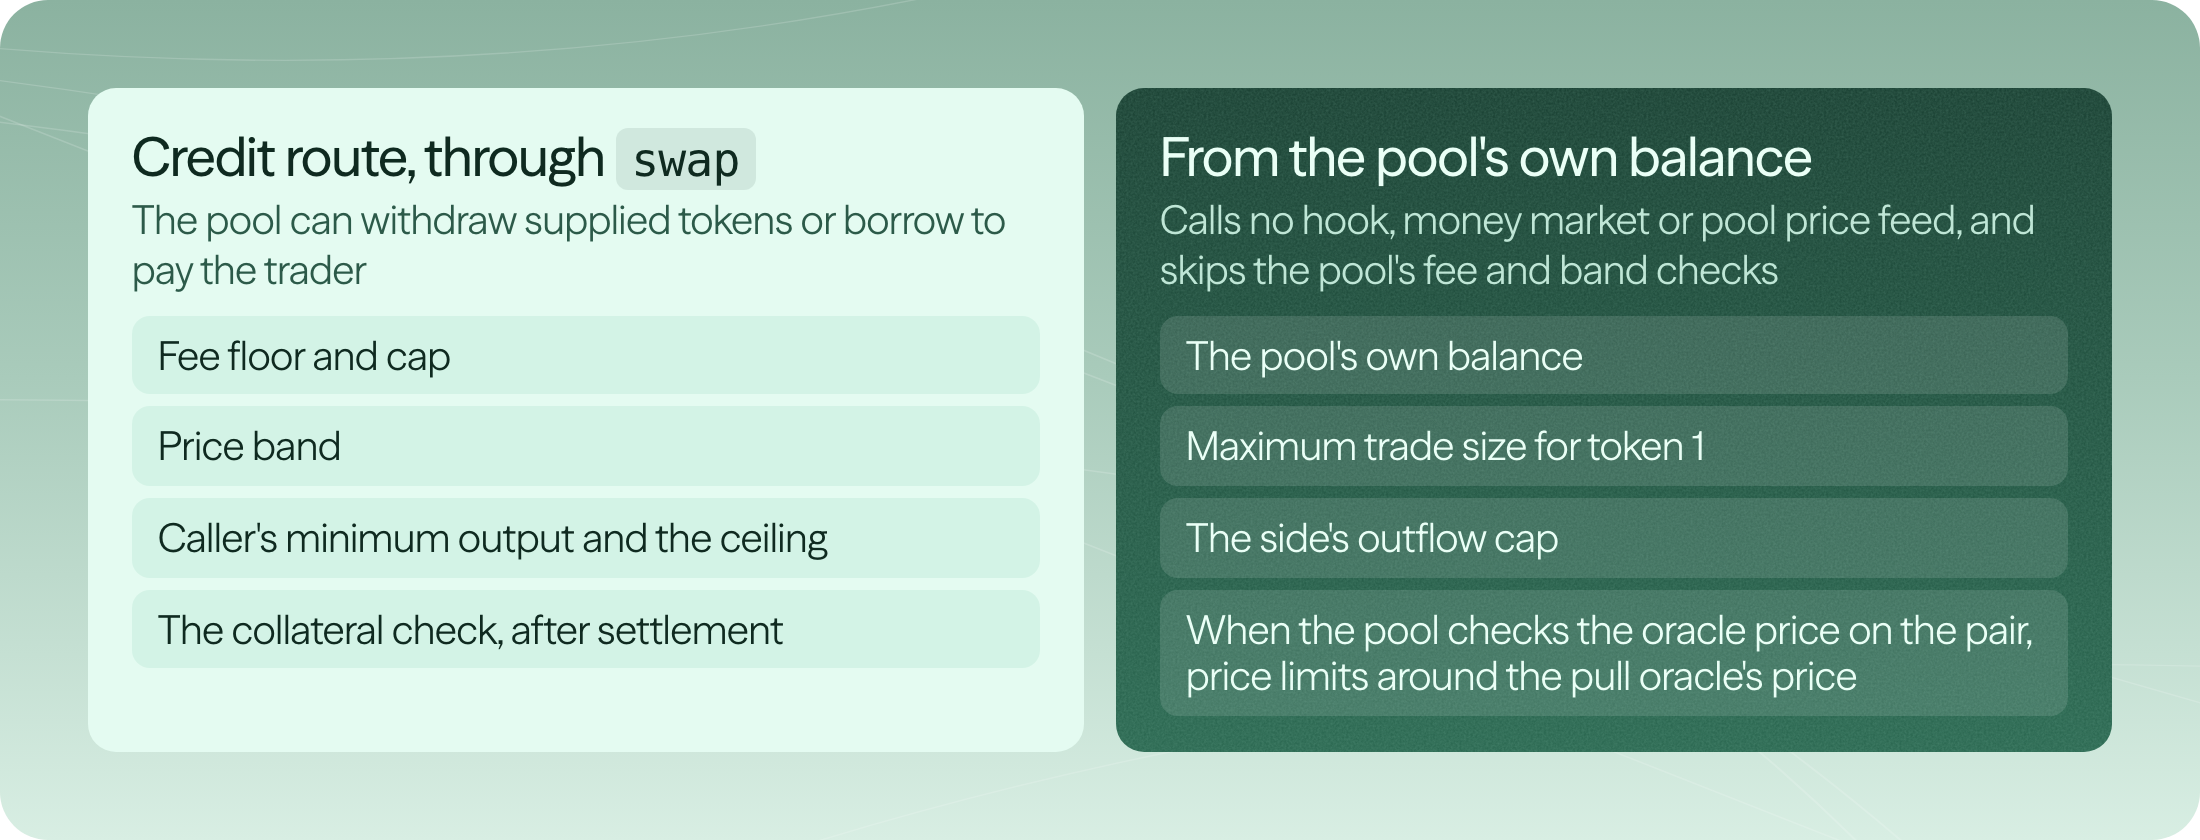 Credit route, through swap
The pool can withdraw supplied tokens or borrow to
pay the trader
Fee floor and cap
Price band
Caller's minimum output and the ceiling
The collateral check, after settlement
From the pool's own balance
Calls no hook, money market or pool price feed, and
skips the pool's fee and band checks
The pool's own balance
Maximum trade size for token 1
The side's outflow cap
When the pool checks the oracle price on the pair,
price limits around the pull oracle's price